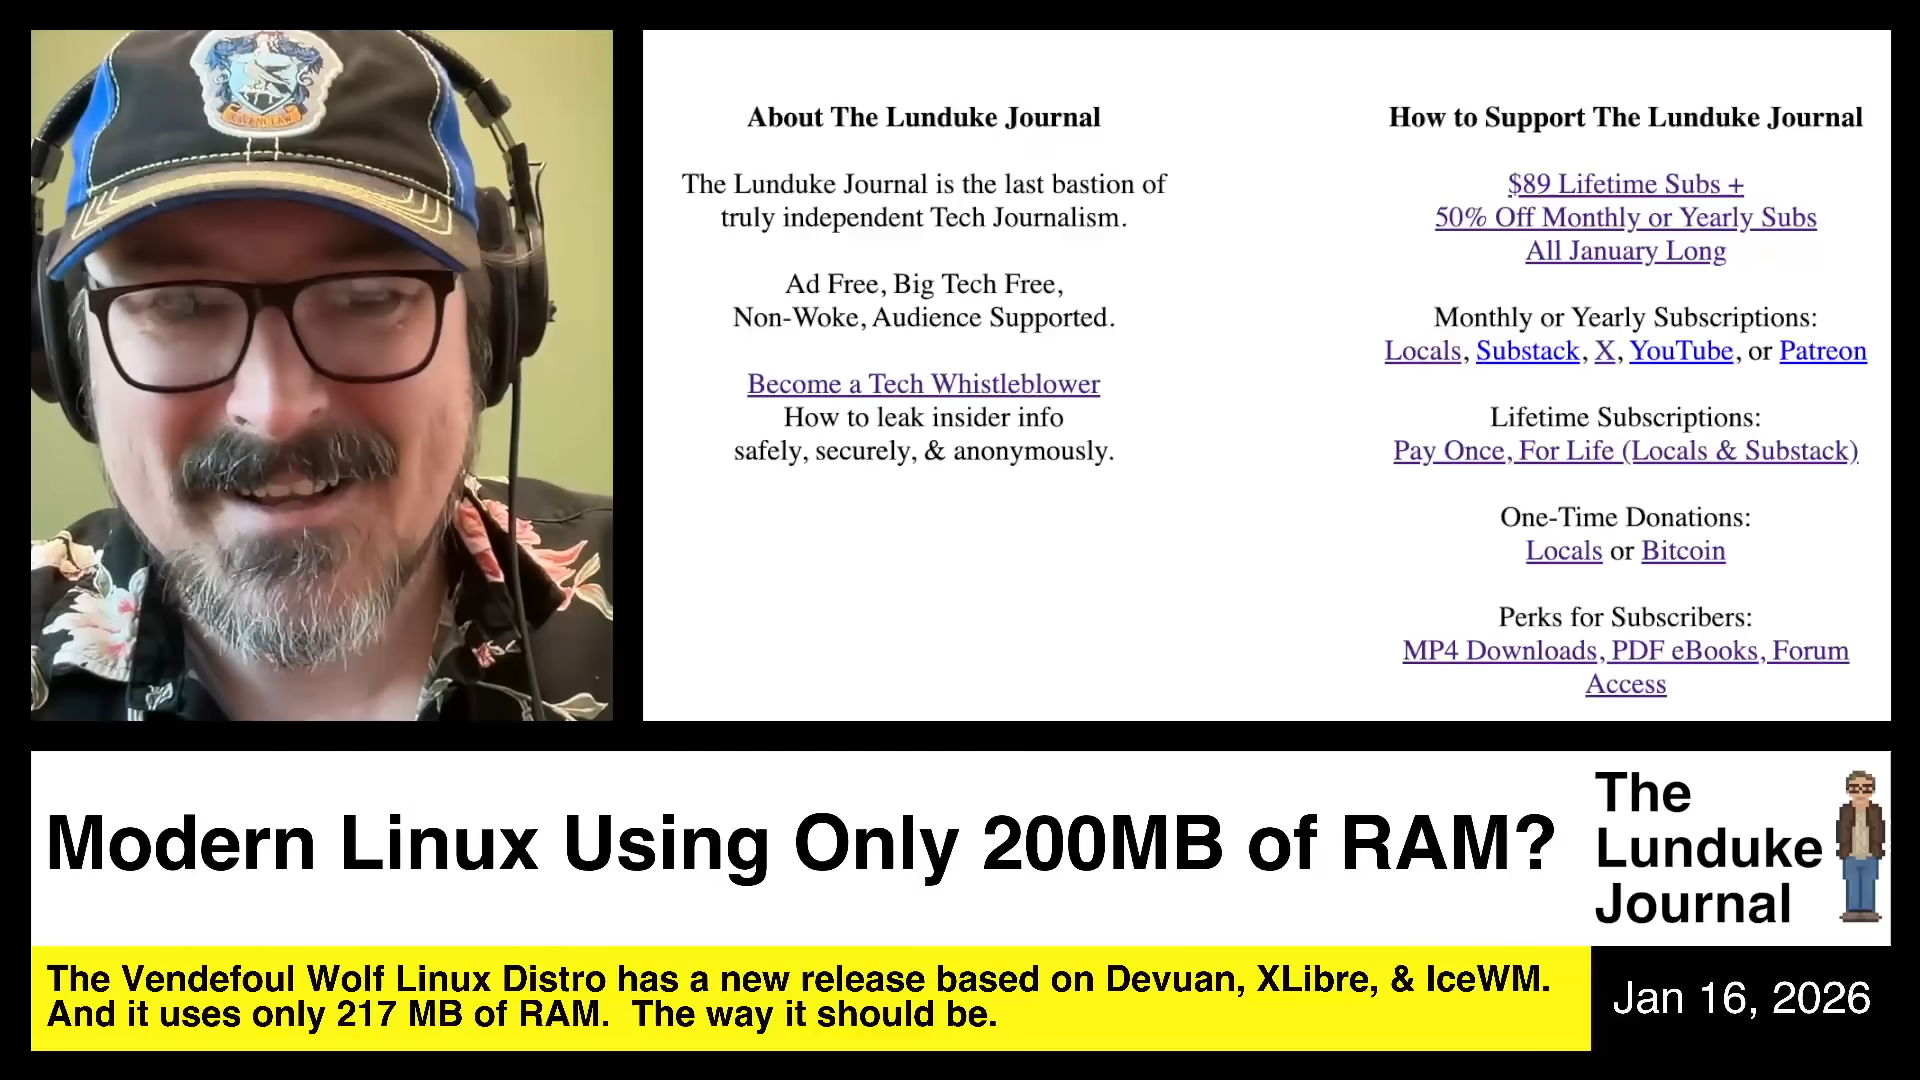 RAVENCLAW
About The Lunduke Journal
The Lunduke Journal is the last bastion of
truly independent Tech Journalism.
Ad Free, Big Tech Free,
Non-Woke, Audience Supported.
Become a Tech Whistleblower
How to leak insider info
safely, securely, & anonymously.
How to Support The Lunduke Journal
$89 Lifetime Subs +
50% Off Monthly or Yearly Subs
All January Long
Monthly or Yearly Subscriptions:
Locals, Substack, X, YouTube, or Patreon
Lifetime Subscriptions:
Pay Once, For Life (Locals & Substack)
One-Time Donations:
Locals or Bitcoin
Perks for Subscribers:
MP4 Downloads, PDF eBooks, Forum
Access
Modern Linux Using Only 200MB of RAM?
The
Lunduke
Journal
The Vendefoul Wolf Linux Distro has a new release based on Devuan, XLibre, & IceWM.
And it uses only 217 MB of RAM.  The way it should be.
Jan 16, 2026